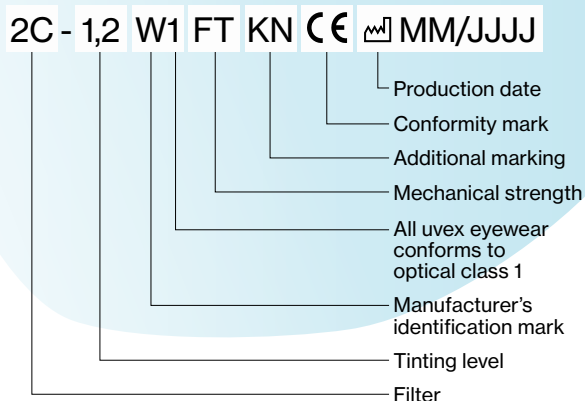 2C - 1,2 W1 FT KN CE MM/JJJJ
Production date
Conformity mark
Additional marking
Mechanical strength
All uvex eyewear
conforms to
optical class 1
Manufacturer's
identification mark
Tinting level
Filter